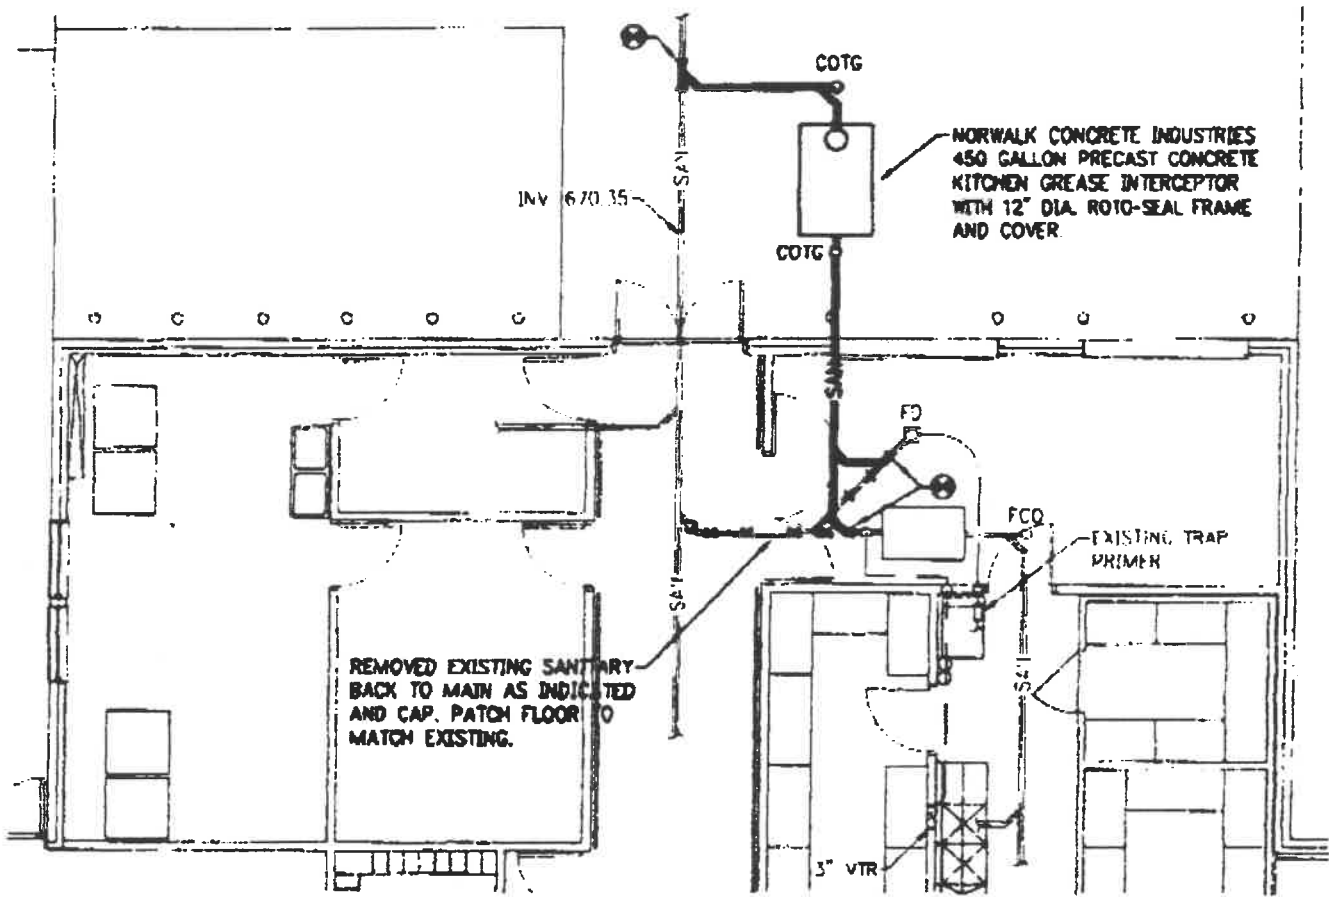 COTG
NORWALK CONCRETE INDUSTRIES
450 GALLON PRECAST CONCRETE
KITCHEN GREASE INTERCEPTOR
WITH 12" DIA. ROTO-SEAL FRAME
AND COVER
SAN
INV 670.35
COTG
SAN
FD
FCO
EXISTING TRAP
PRIMER
SAN
REMOVED EXISTING SANITARY
BACK TO MAIN AS INDICATED
AND CAP. PATCH FLOOR TO
MATCH EXISTING.
SAN
3" VTR